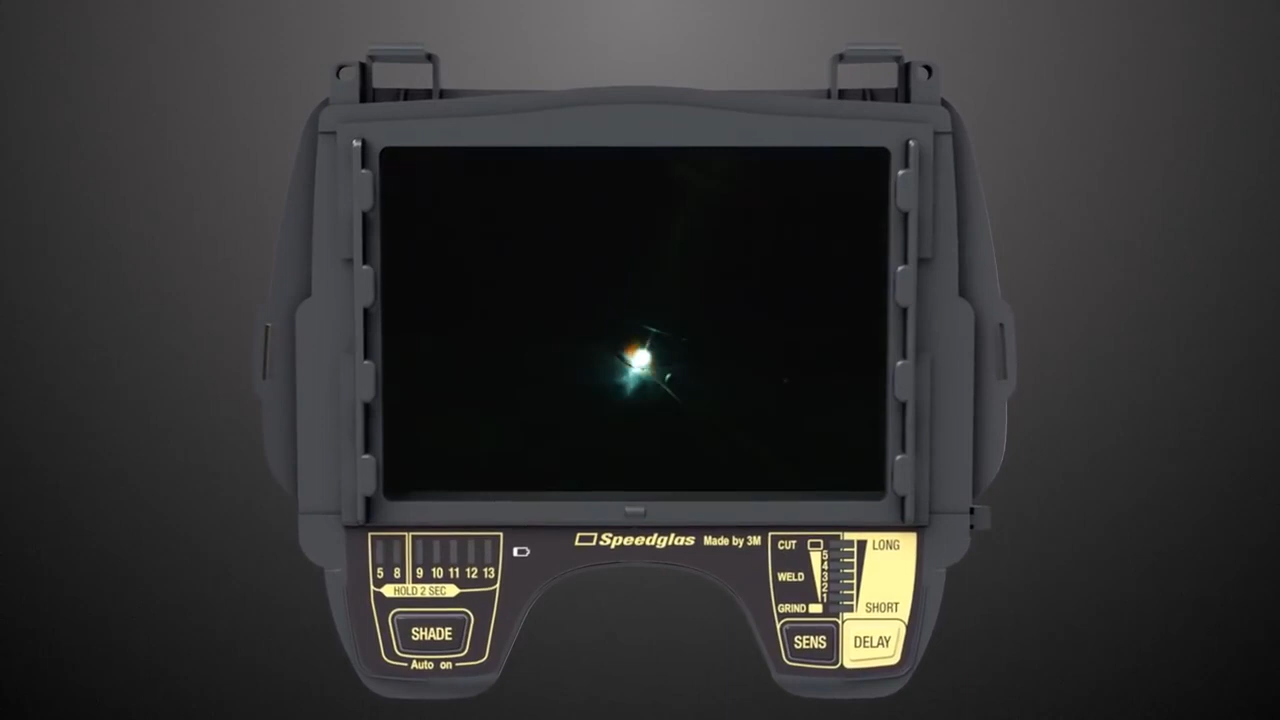 Speedglas Made by 3M
5 8 9 10 11 12 13
HOLD 2 SEC
SHADE
Auto on
CUT
5
4
WELD 3
2
1
GRIND
LONG
SHORT
SENS
DELAY